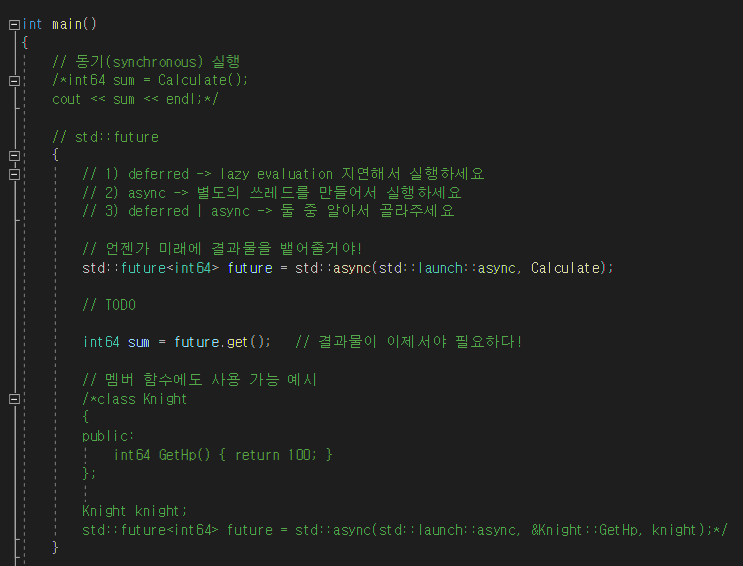 int main()
{
// 동기(synchronous) 실행
/*int64 sum = Calculate();
cout << sum << endl;*/
// std::future
{
// 1) deferred -> lazy evaluation 지연해서 실행하세요
// 2) async -> 별도의 쓰레드를 만들어서 실행하세요
// 3) deferred | async -> 둘 중 알아서 골라주세요
// 언젠가 미래에 결과물을 뱉어줄거야!
std::future<int64> future = std::async(std::launch::async, Calculate);
// TODO
int64 sum = future.get(); // 결과물이 이제서야 필요하다!
// 멤버 함수에도 사용 가능 예시
/*class Knight
{
public:
int64 GetHp() { return 100; }
};
Knight knight;
std::future<int64> future = std::async(std::launch::async, &Knight::GetHp, knight);*/
}